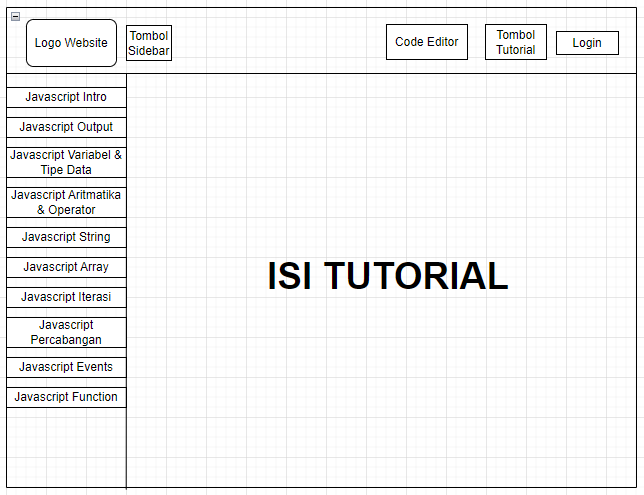 Logo Website
Tombol
Sidebar
Code Editor
Tombol
Tutorial
Login
Javascript Intro
Javascript Output
Javascript Variabel &
Tipe Data
Javascript Aritmatika
& Operator
Javascript String
Javascript Array
Javascript Iterasi
Javascript
Percabangan
Javascript Events
Javascript Function
ISI TUTORIAL